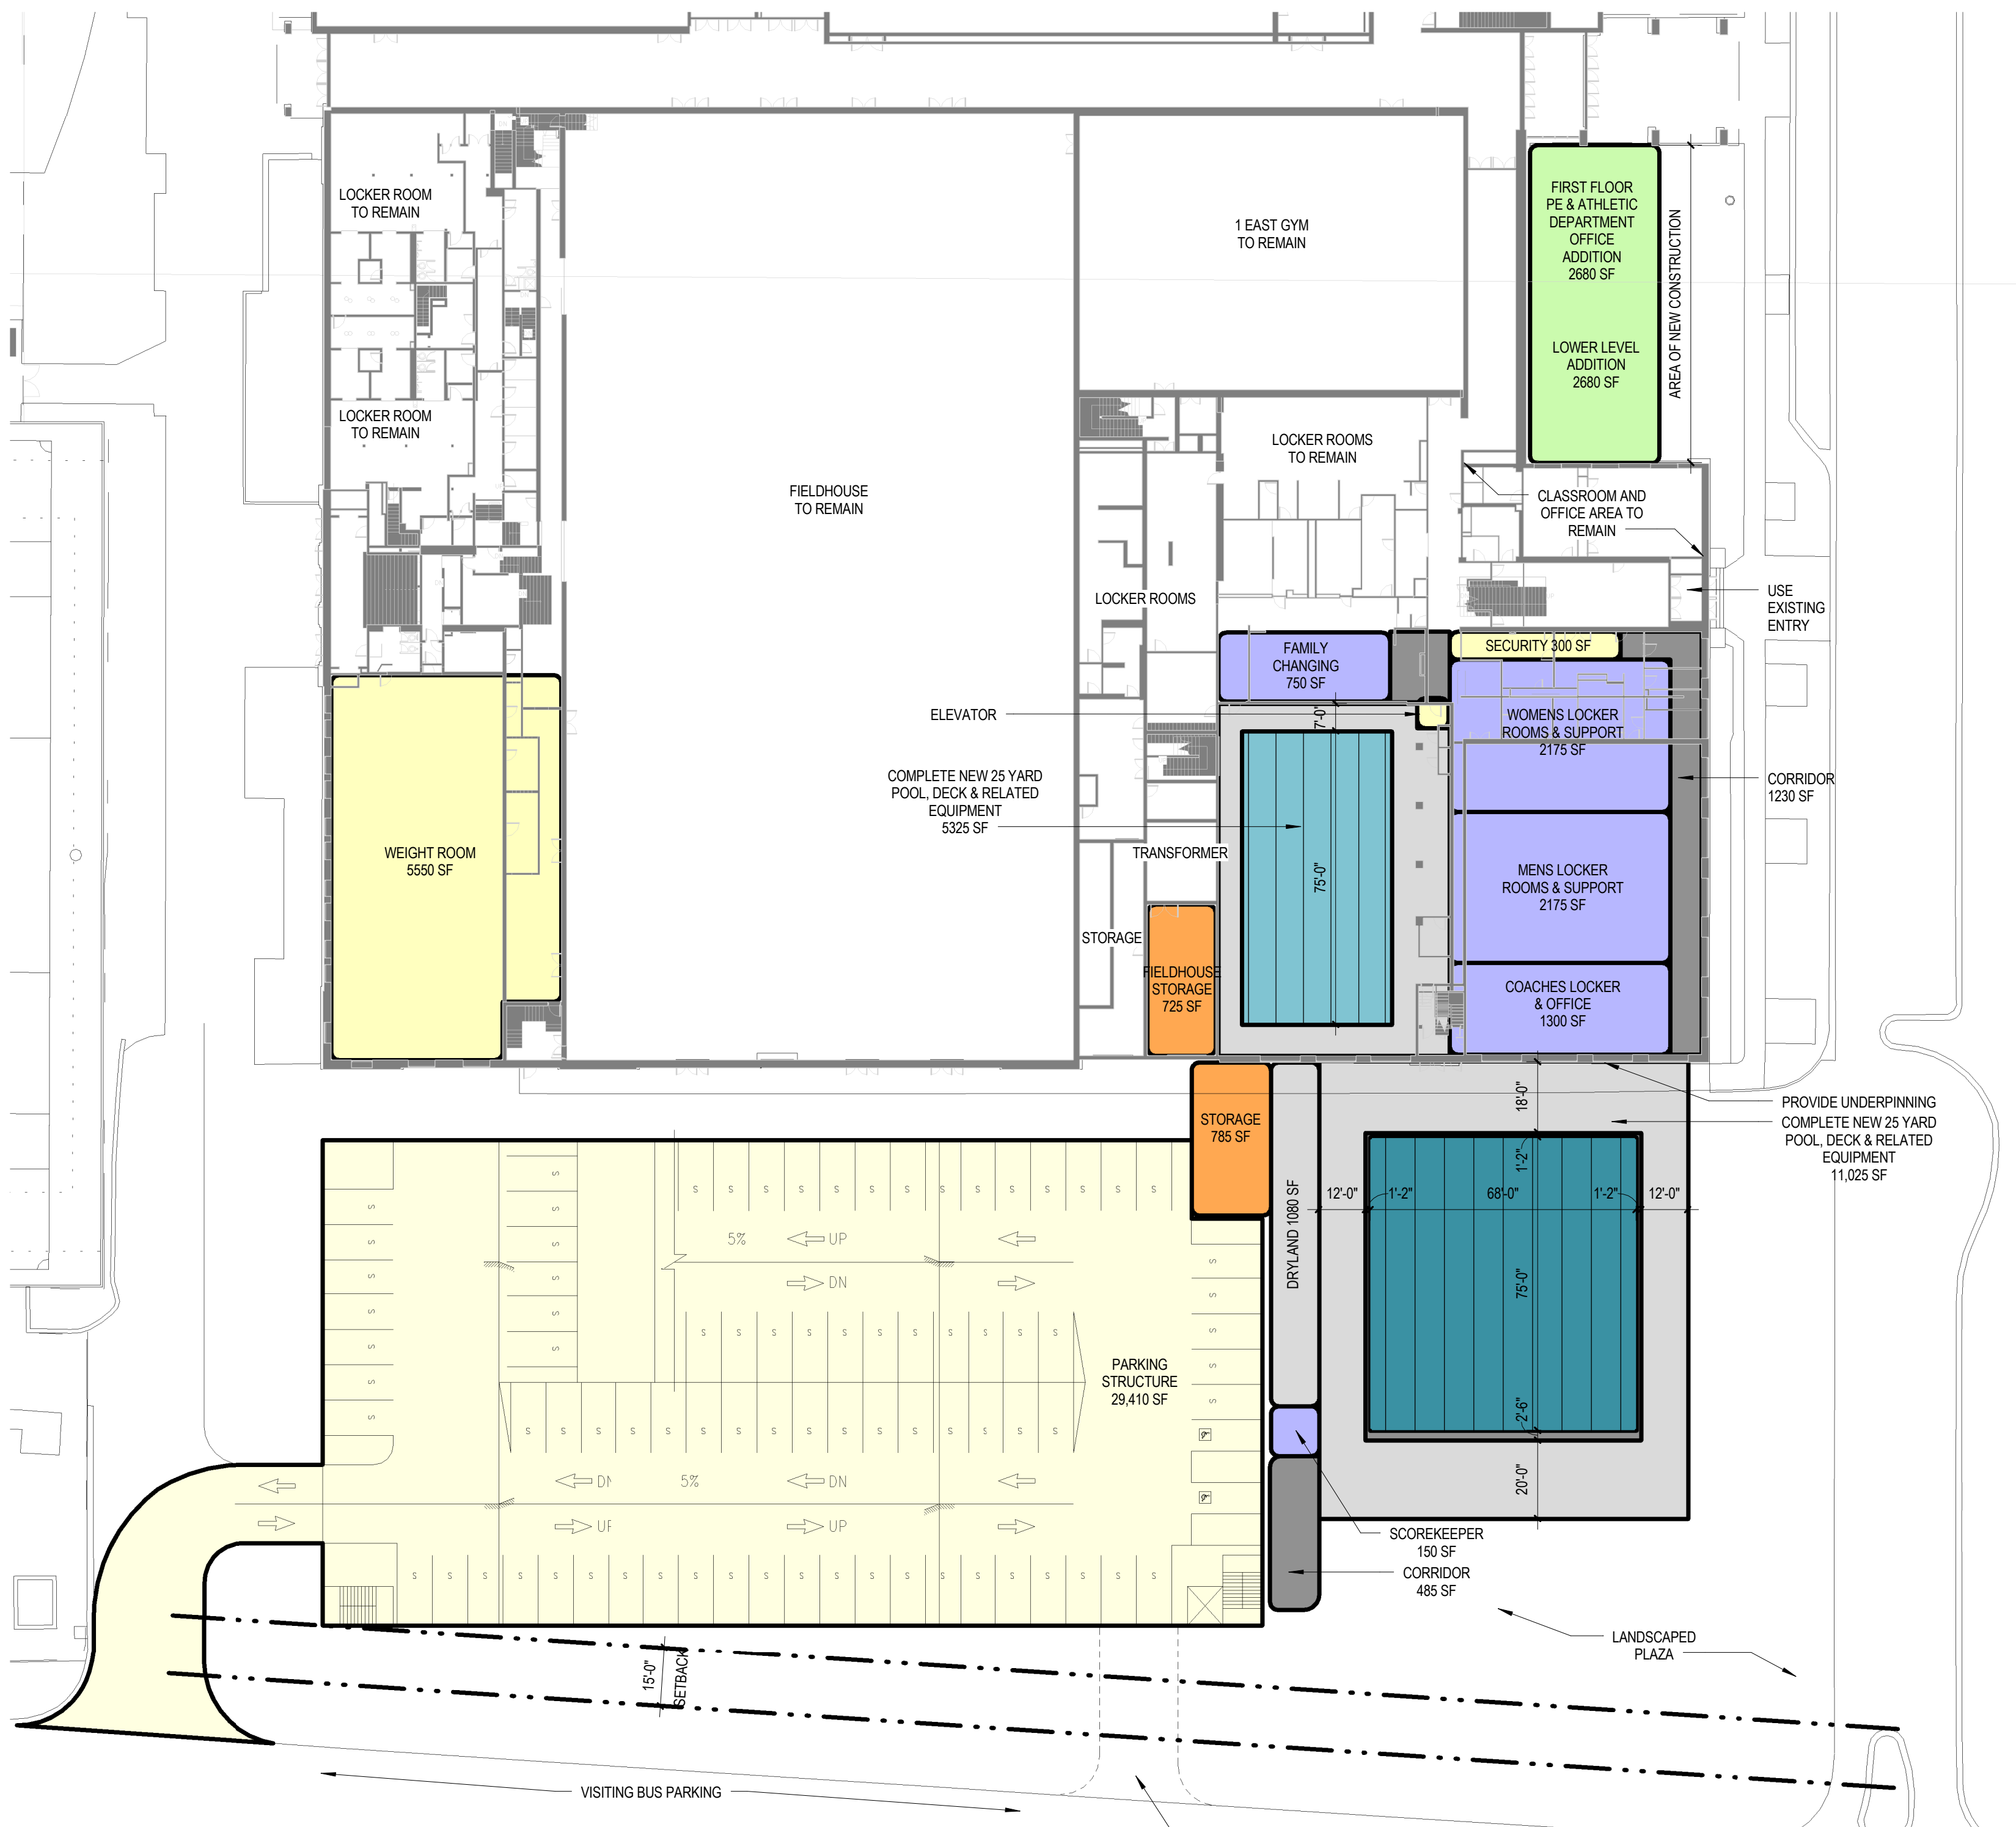 LOCKER ROOM
TO REMAIN
1 EAST GYM
TO REMAIN
FIRST FLOOR
PE & ATHLETIC
DEPARTMENT
OFFICE
ADDITION
2680 SF
LOWER LEVEL
ADDITION
2680 SF
AREA OF NEW CONSTRUCTION
LOCKER ROOM
TO REMAIN
LOCKER ROOMS
TO REMAIN
FIELDHOUSE
TO REMAIN
CLASSROOM AND
OFFICE AREA TO
REMAIN
LOCKER ROOMS
USE
EXISTING
ENTRY
FAMILY
CHANGING
750 SF
SECURITY 300 SF
ELEVATOR
7'-0"
WOMENS LOCKER
ROOMS & SUPPORT
2175 SF
COMPLETE NEW 25 YARD
POOL, DECK & RELATED
EQUIPMENT
5325 SF
CORRIDOR
1230 SF
WEIGHT ROOM
5550 SF
TRANSFORMER
75'-0"
MENS LOCKER
ROOMS & SUPPORT
2175 SF
STORAGE
FIELDHOUSE
STORAGE
725 SF
COACHES LOCKER
& OFFICE
1300 SF
18'-0"
PROVIDE UNDERPINNING
COMPLETE NEW 25 YARD
POOL, DECK & RELATED
EQUIPMENT
11,025 SF
STORAGE
785 SF
1'-2"
12'-0"
1'-2"
68'-0"
1'-2"
12'-0"
DRYLAND 1080 SF
75'-0"
S S S S S S S S S S S S S S
5% UP
DN
S S S S S S S S S S S
PARKING
STRUCTURE
29,410 SF
2'-6"
S S S S S S S S S S S S S S S S
DN 5% DN
20'-0"
UP UP
SCOREKEEPER
150 SF
CORRIDOR
485 SF
S S S S S S S S S S S S S S S S S S S S S S
LANDSCAPED
PLAZA
15'-0"
SETBACK
VISITING BUS PARKING